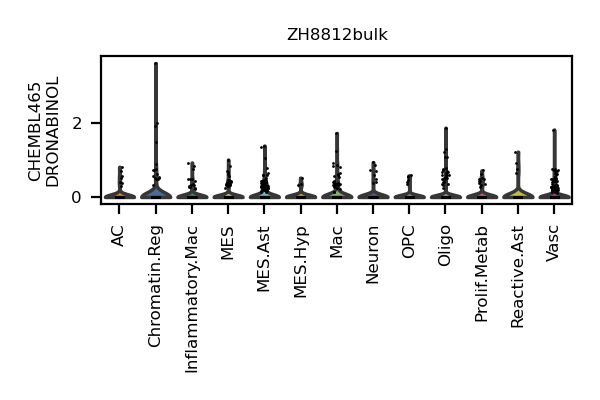 ZH8812bulk
CHEMBL465
DRONABINOL
2
0
AC
Chromatin.Reg
Inflammatory.Mac
MES
MES.Ast
MES.Hyp
Mac
Neuron
OPC
Oligo
Prolif.Metab
Reactive.Ast
Vasc